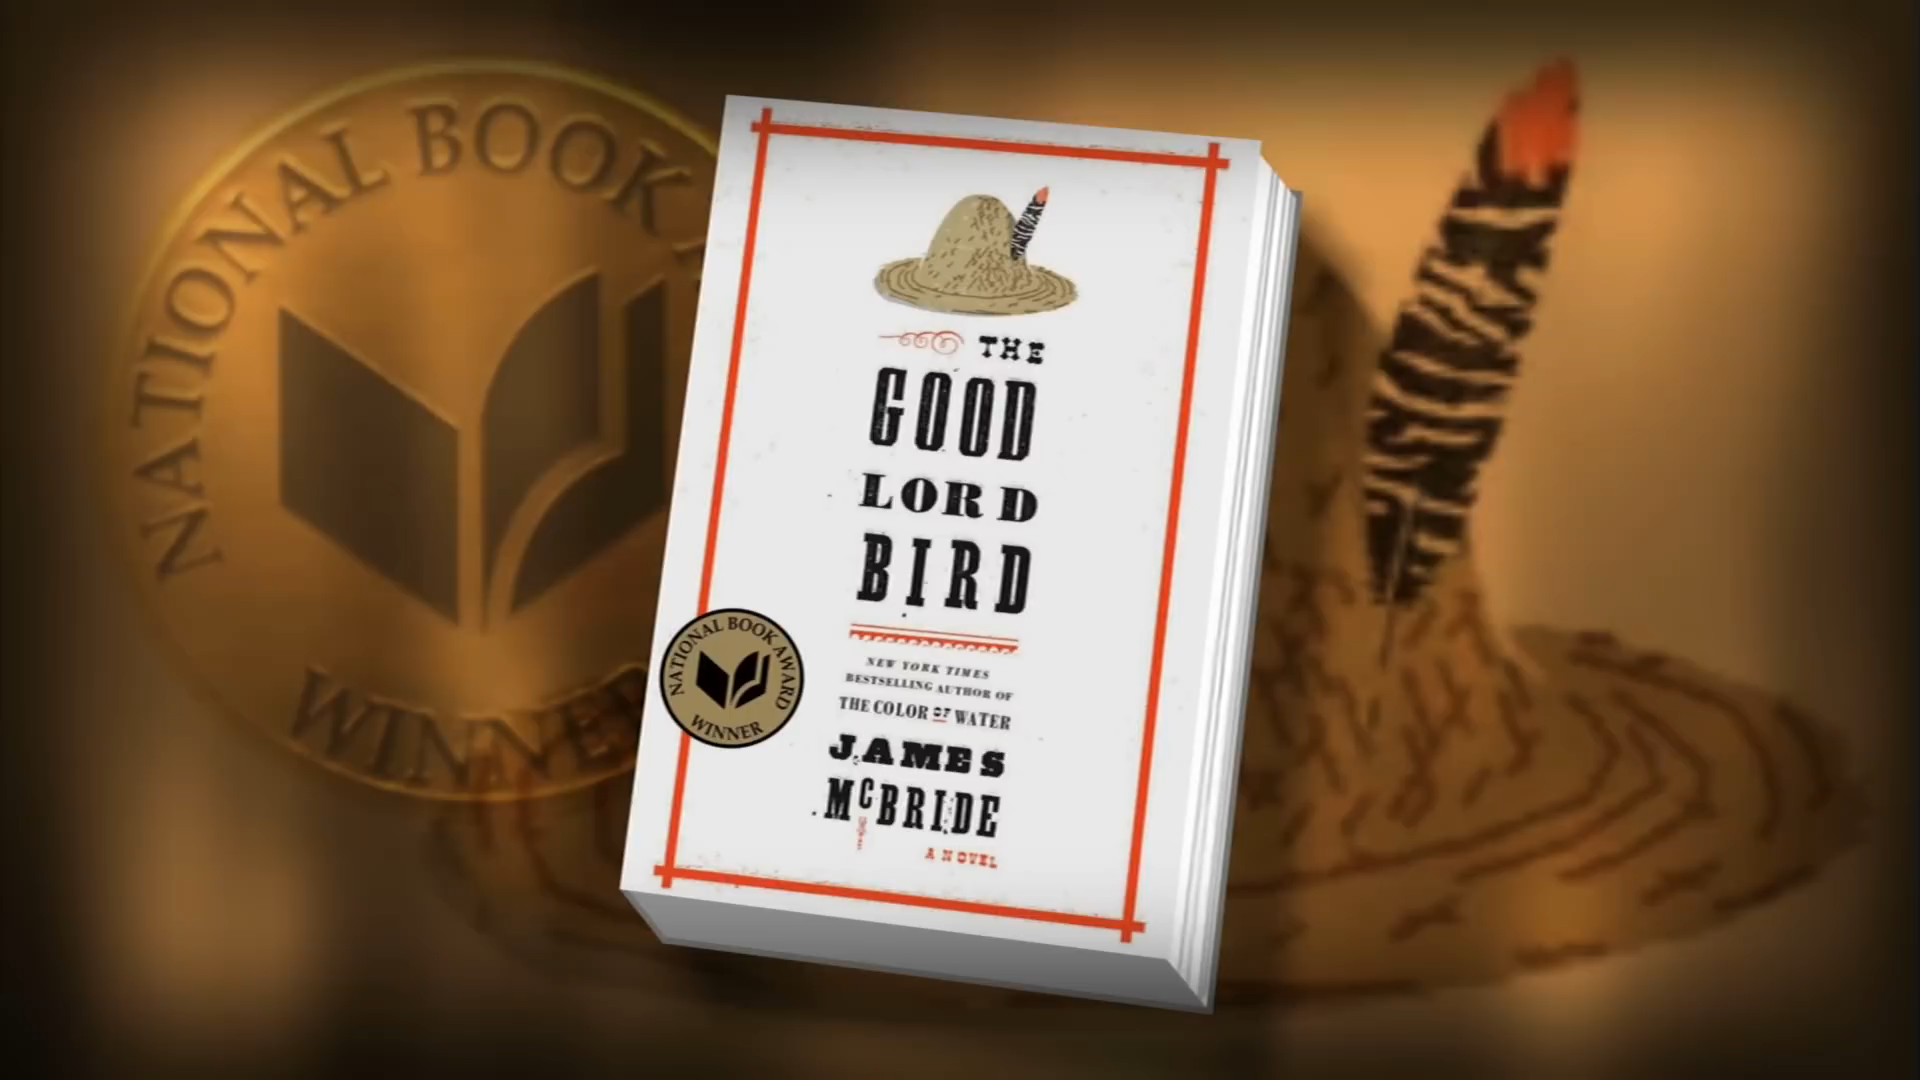 NATIONAL BOOK
WINNE
THE
GOOD
LORD
BIRD
NEW YORK TIMES
BESTSELLING AUTHOR OF
THE COLOR OF WATER
JAMES
McBRIDE
A NOVEL
NATIONAL BOOK AWARD
WINNER